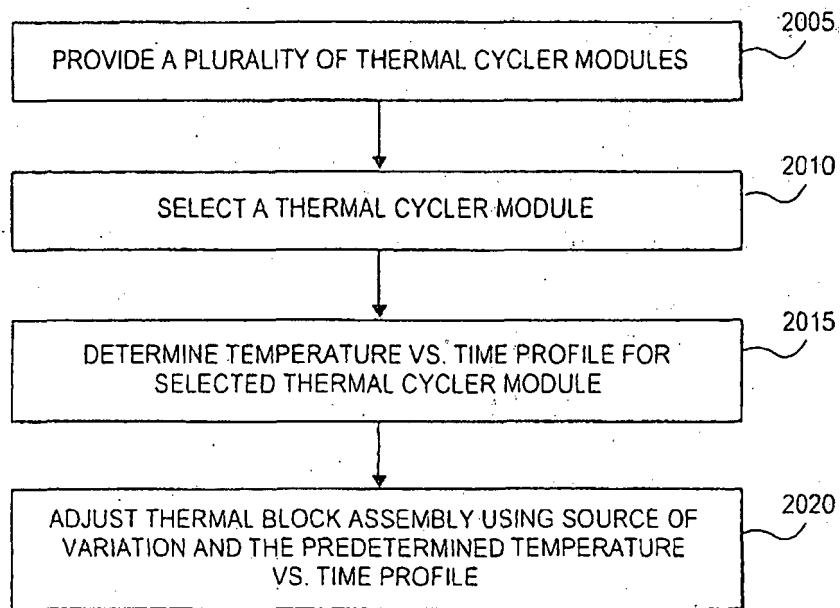 2005
PROVIDE A PLURALITY OF THERMAL CYCLER MODULES
2010
SELECT A THERMAL CYCLER MODULE
2015
DETERMINE TEMPERATURE VS. TIME PROFILE FOR
SELECTED THERMAL CYCLER MODULE
2020
ADJUST THERMAL BLOCK ASSEMBLY USING SOURCE OF
VARIATION AND THE PREDETERMINED TEMPERATURE
VS. TIME PROFILE